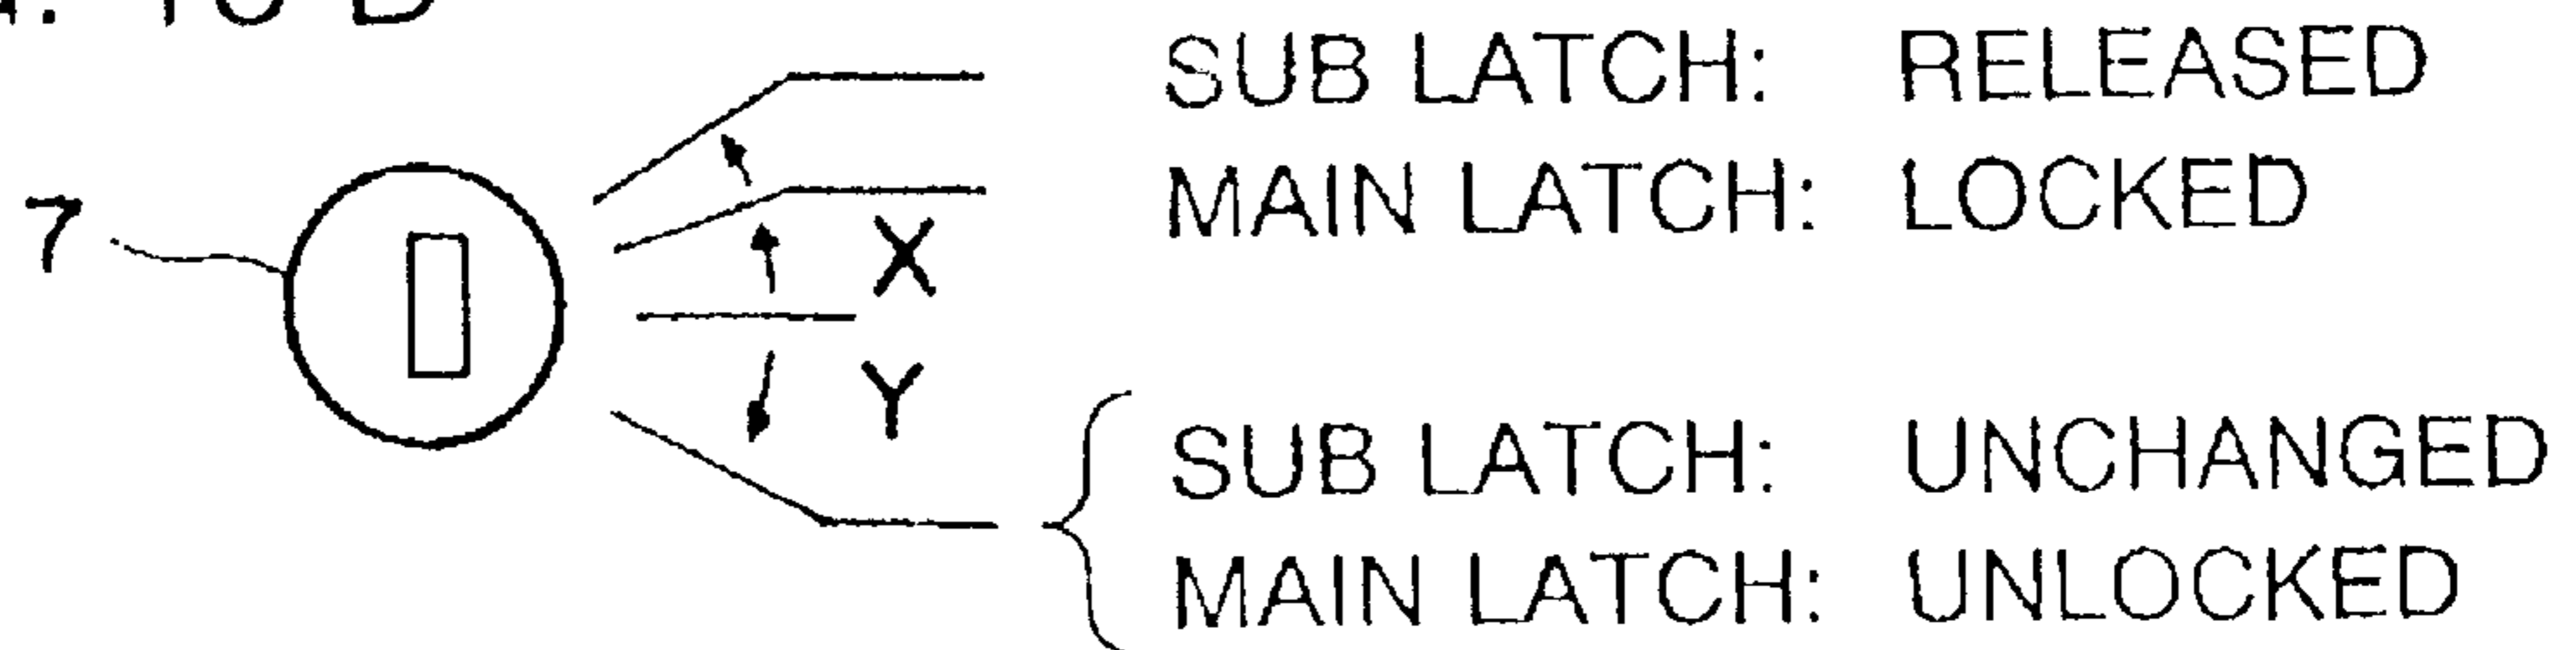 SUB LATCH: RELEASED
7
MAIN LATCH: LOCKED
X
Y
SUB LATCH: UNCHANGED
MAIN LATCH: UNLOCKED